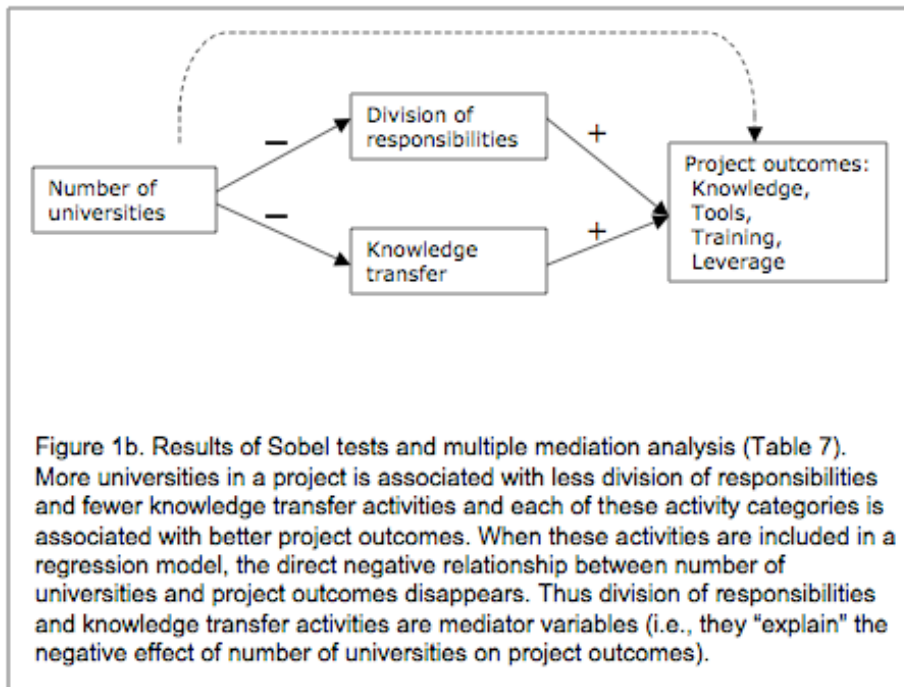 Division of
responsibilities
Number of
universities
Knowledge
transfer
Project outcomes:
Knowledge,
Tools,
Training,
Leverage
–
–
+
+
Figure 1b. Results of Sobel tests and multiple mediation analysis (Table 7).
More universities in a project is associated with less division of responsibilities
and fewer knowledge transfer activities and each of these activity categories is
associated with better project outcomes. When these activities are included in a
regression model, the direct negative relationship between number of
universities and project outcomes disappears. Thus division of responsibilities
and knowledge transfer activities are mediator variables (i.e., they “explain” the
negative effect of number of universities on project outcomes).